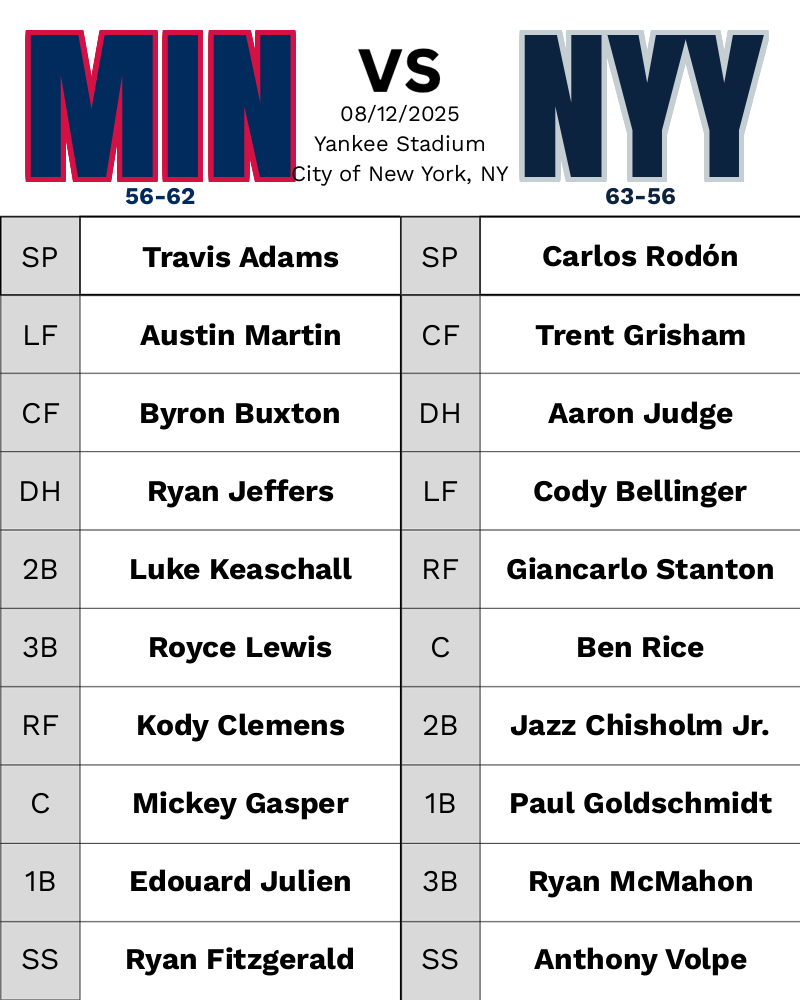 MIN
VS
NYY
08/12/2025
Yankee Stadium
City of New York, NY
56-62
63-56
SP Travis Adams SP Carlos Rodón
LF Austin Martin CF Trent Grisham
CF Byron Buxton DH Aaron Judge
DH Ryan Jeffers LF Cody Bellinger
2B Luke Keaschall RF Giancarlo Stanton
3B Royce Lewis C Ben Rice
RF Kody Clemens 2B Jazz Chisholm Jr.
C Mickey Gasper 1B Paul Goldschmidt
1B Edouard Julien 3B Ryan McMahon
SS Ryan Fitzgerald SS Anthony Volpe